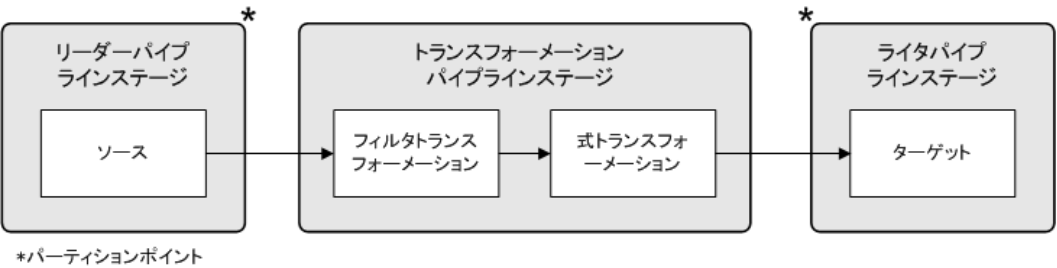 *
*
リーダーパイプ
ラインステージ
トランスフォーメーション
パイプラインステージ
ライタパイプ
ラインステージ
ソース
フィルタトランス
フォーメーション
式トランスフォ
ーメーション
ターゲット
*パーティションポイント